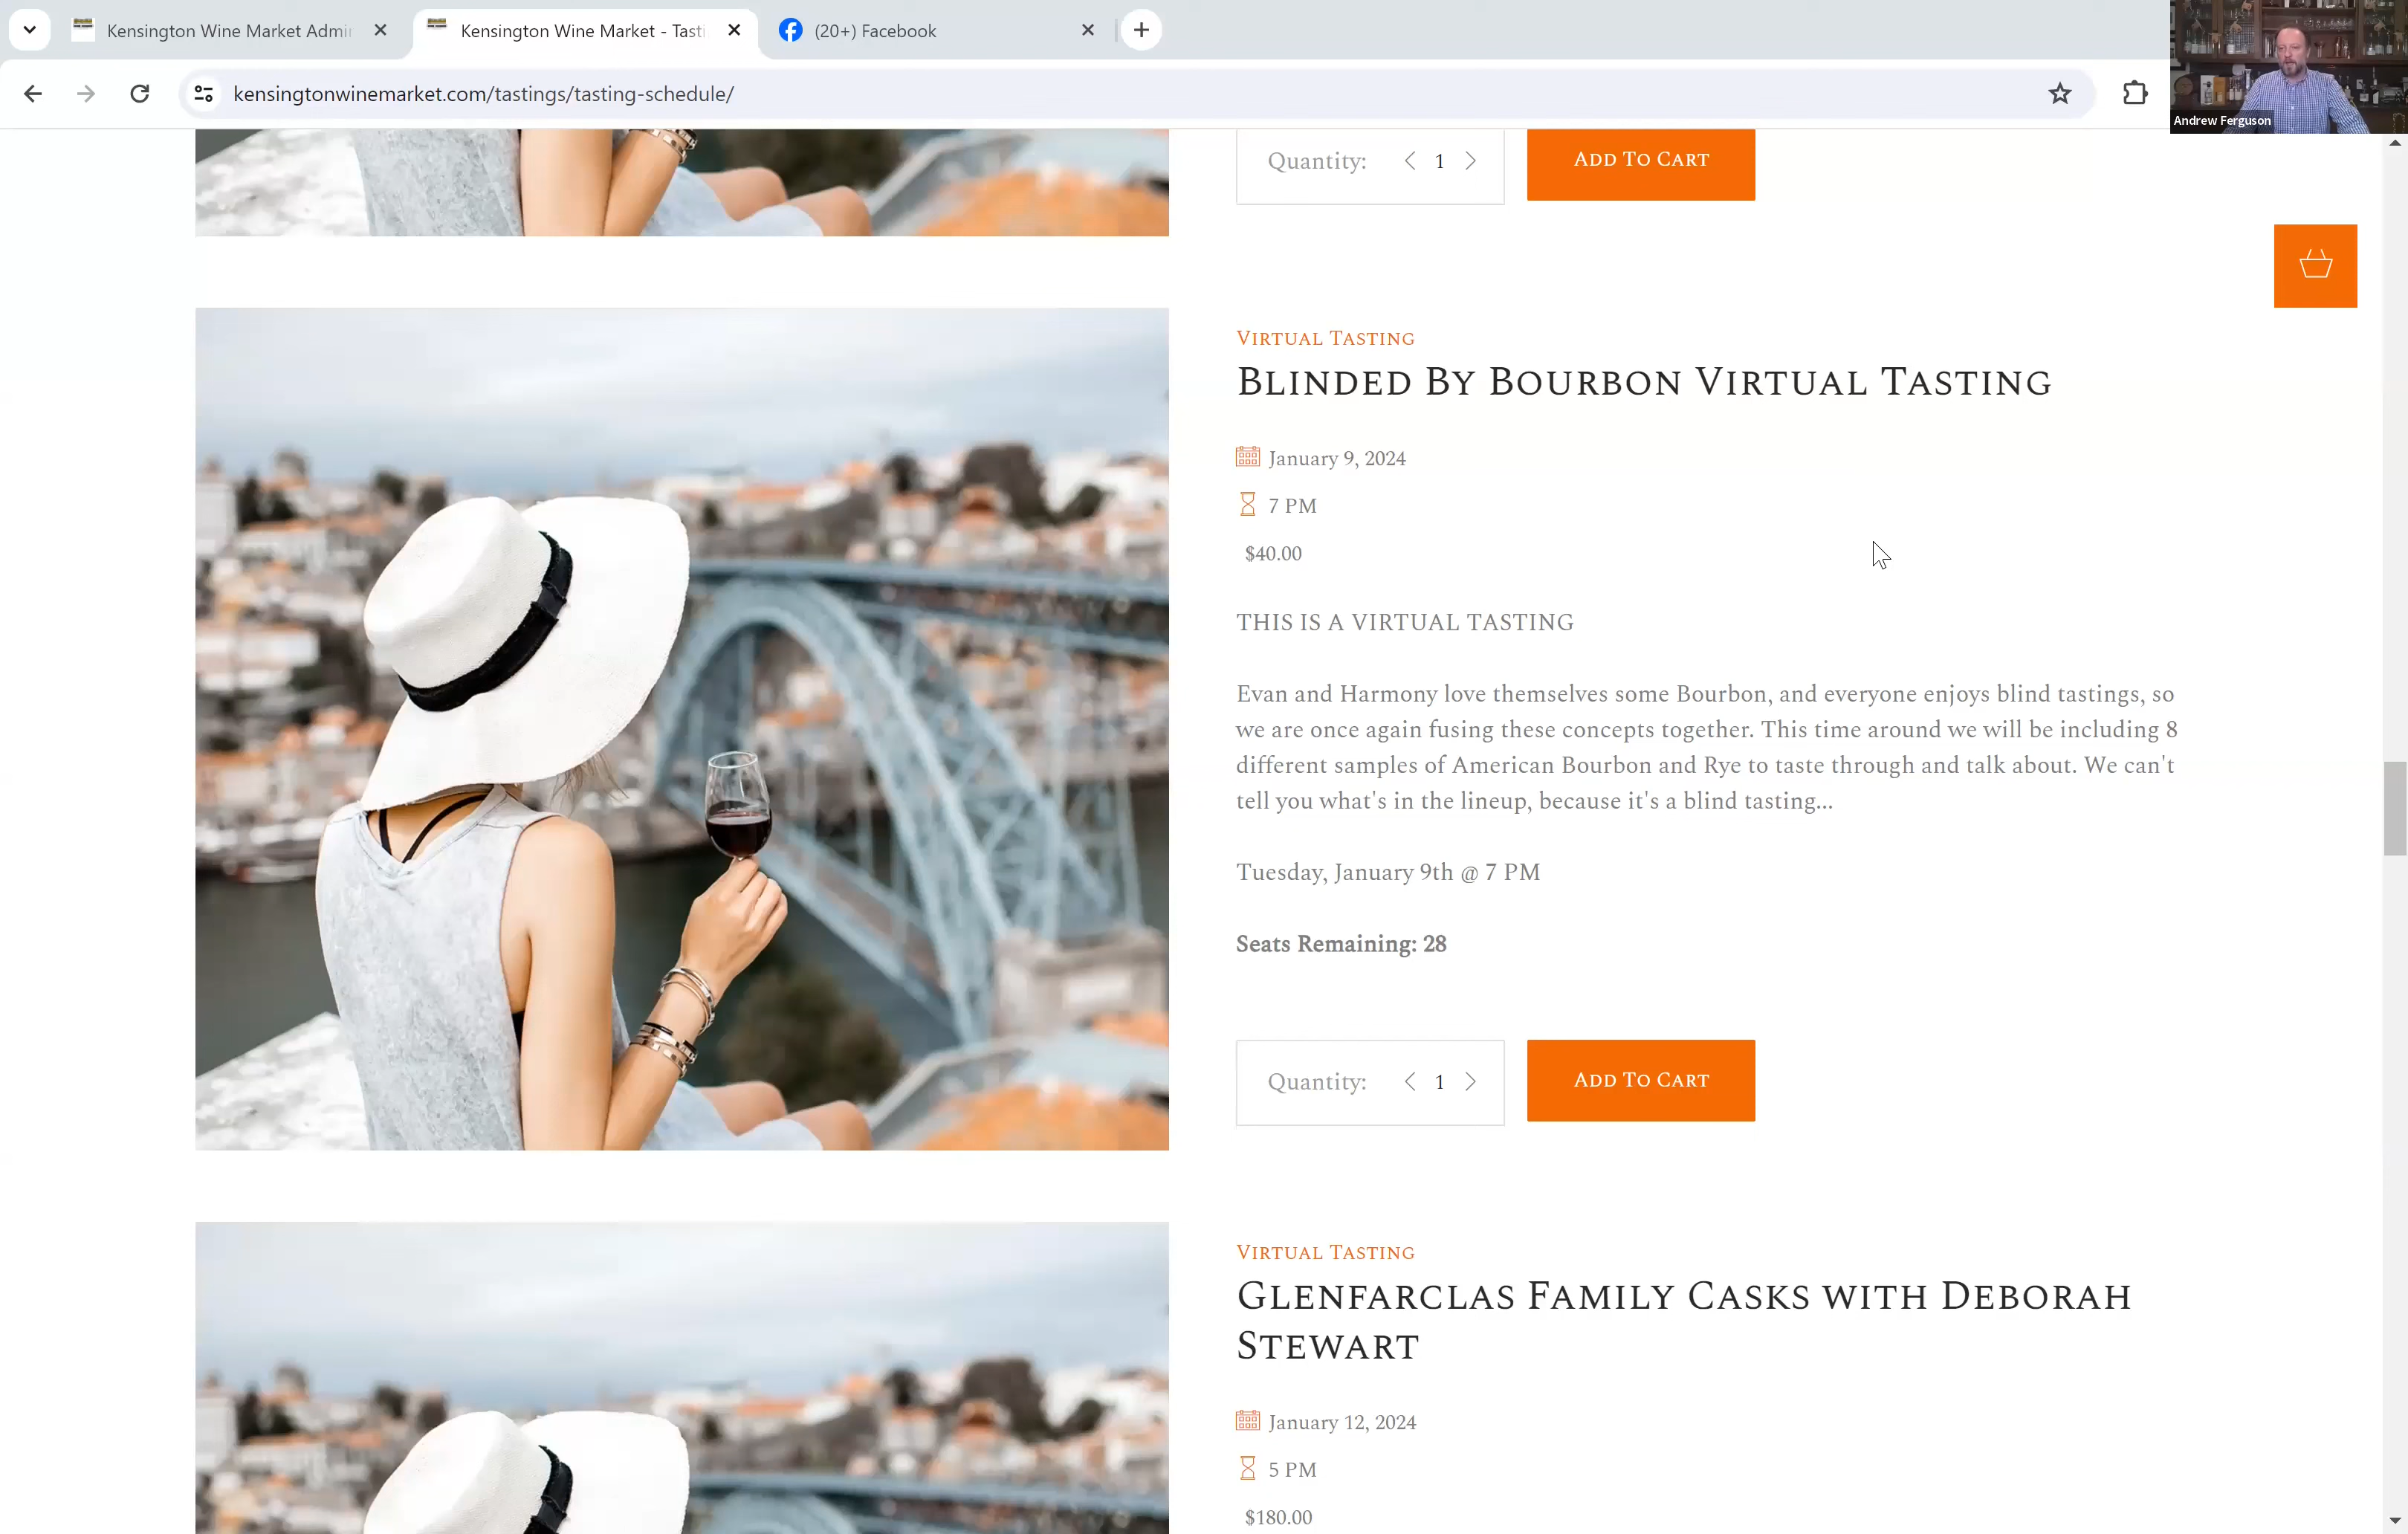 Kensington Wine Market Admi
Kensington Wine Market - Tasti
(20+) Facebook
kensingtonwinemarket.com/tastings/tasting-schedule/
Andrew Ferguson
Quantity: 1
Add To Cart
Virtual Tasting
Blinded By Bourbon Virtual Tasting
January 9, 2024
7 PM
$40.00
THIS IS A VIRTUAL TASTING
Evan and Harmony love themselves some Bourbon, and everyone enjoys blind tastings, so
we are once again fusing these concepts together. This time around we will be including 8
different samples of American Bourbon and Rye to taste through and talk about. We can't
tell you what's in the lineup, because it's a blind tasting...
Tuesday, January 9th @ 7 PM
Seats Remaining: 28
Quantity: 1
Add To Cart
Virtual Tasting
Glenfarclas Family Casks with Deborah
Stewart
January 12, 2024
5 PM
$180.00